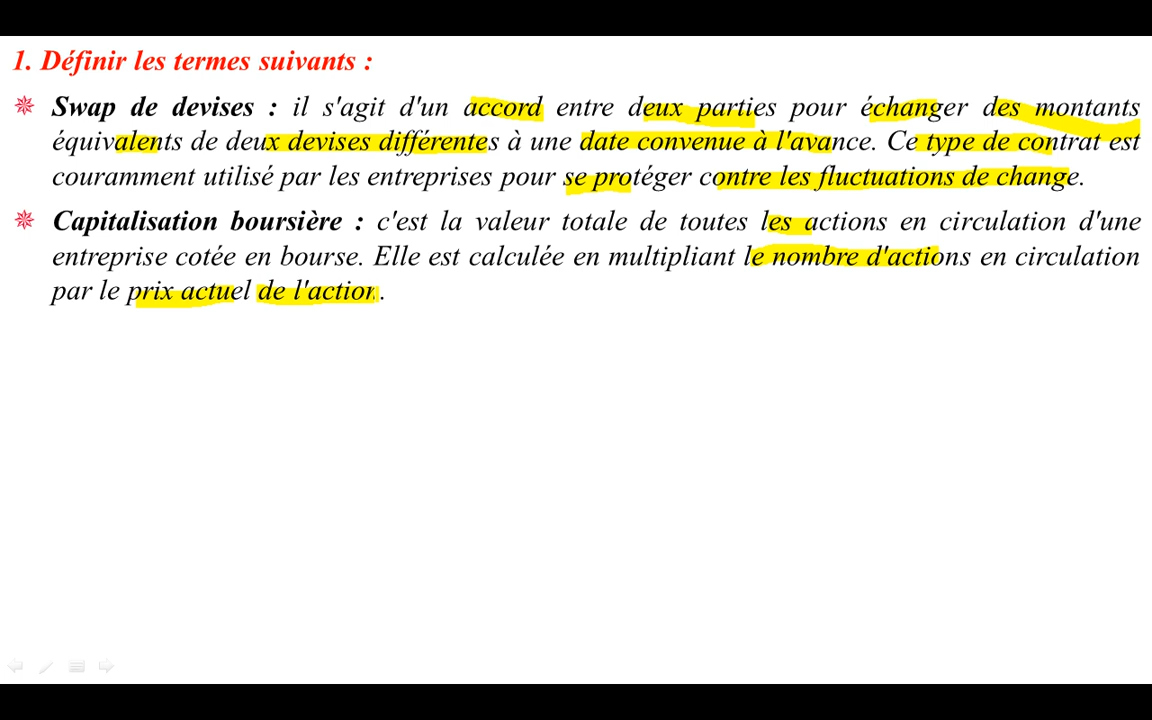 1. Définir les termes suivants :
Swap de devises : il s'agit d'un accord entre deux parties pour échanger des montants
équivalents de deux devises différentes à une date convenue à l'avance. Ce type de contrat est
couramment utilisé par les entreprises pour se protéger contre les fluctuations de change.
Capitalisation boursière : c'est la valeur totale de toutes les actions en circulation d'une
entreprise cotée en bourse. Elle est calculée en multipliant le nombre d'actions en circulation
par le prix actuel de l'action.